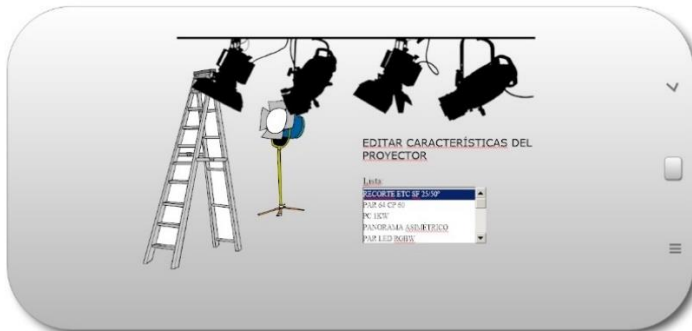 EDITAR CARACTERÍSTICAS DEL
PROYECTOR
Lista
RECORTE ETC SF 25/50º
PAR 64 CP 60
PC 1KW
PANORAMA ASIMÉTRICO
PAR LED RGBW